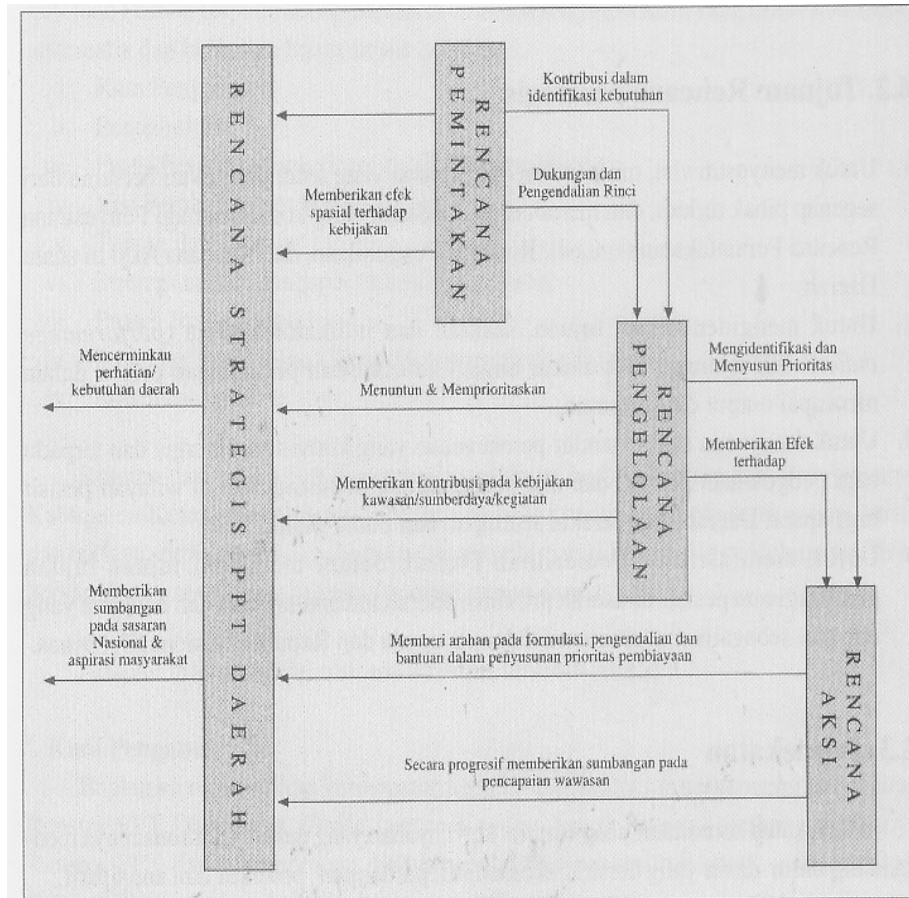 RENCANA STRATEGIS PPT DAERAH
RENCANA
PEMINTAKAN
Kontribusi dalam
identifikasi kebutuhan
Memberikan efek
spasial terhadap
kebijakan
Dukungan dan
Pengendalian Rinci
RENCANA
PENGELOLAAN
Mengidentifikasi dan
Menyusun Prioritas
Mencerminkan
perhatian/
kebutuhan daerah
Menuntun & Memprioritaskan
Memberikan Efek
terhadap
Memberikan kontribusi pada kebijakan
kawasan/sumberdaya/kegiatan
Memberikan
sumbangan
pada sasaran
Nasional &
aspirasi masyarakat
Memberi arahan pada formulasi, pengendalian dan
bantuan dalam penyusunan prioritas pembiayaan
RENCANA
AKSI
Secara progresif memberikan sumbangan pada
pencapaian wawasan